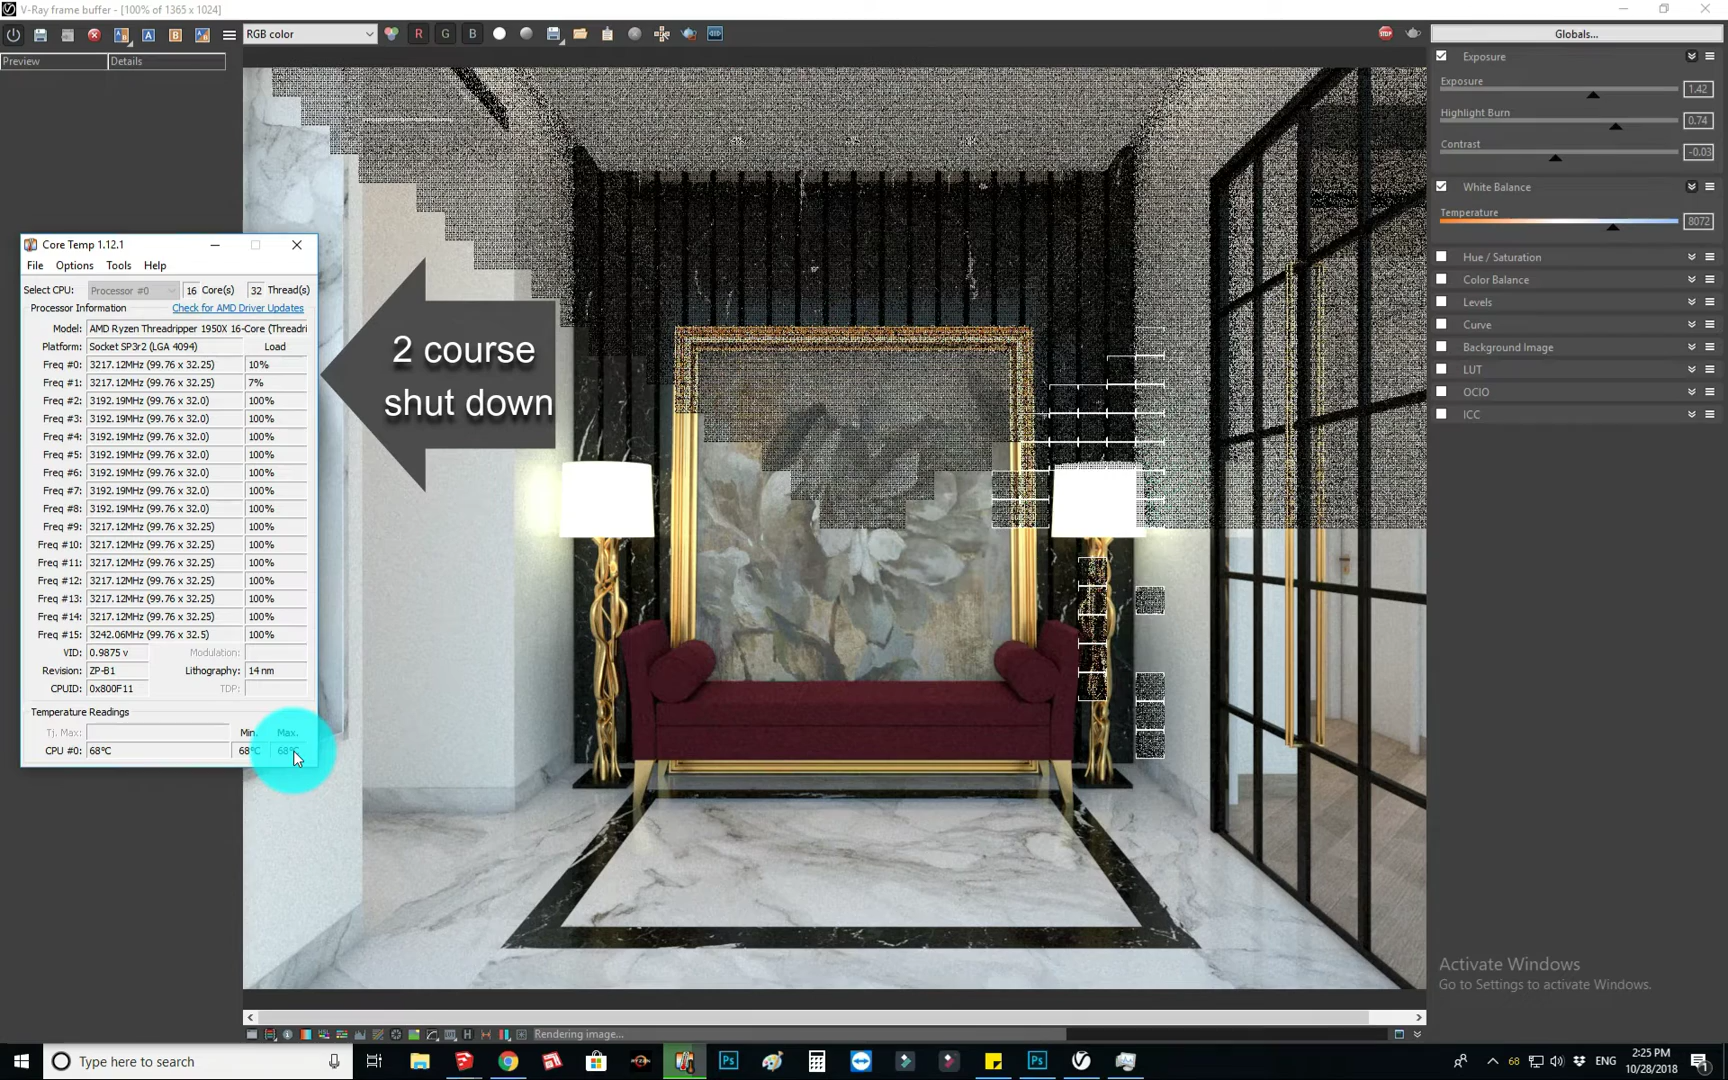 V-Ray frame buffer - [100% of 1365 x 1024]
RGB color
R G B
Preview Details
Globals...
Exposure
Exposure
1.42
Highlight Burn
0.74
Contrast
-0.03
White Balance
Temperature
8072
Hue / Saturation
Color Balance
Levels
Curve
Background Image
LUT
OCIO
ICC
Core Temp 1.12.1
File Options Tools Help
Select CPU: Processor #0 16 Core(s) 32 Thread(s)
Processor Information Check for AMD Driver Updates
Model: AMD Ryzen Threadripper 1950X 16-Core (Threadri
Platform: Socket SP3r2 (LGA 4094) Load
Freq #0: 3217.12MHz (99.76 x 32.25) 10%
Freq #1: 3217.12MHz (99.76 x 32.25) 7%
Freq #2: 3192.19MHz (99.76 x 32.0) 100%
Freq #3: 3192.19MHz (99.76 x 32.0) 100%
Freq #4: 3192.19MHz (99.76 x 32.0) 100%
Freq #5: 3192.19MHz (99.76 x 32.0) 100%
Freq #6: 3192.19MHz (99.76 x 32.0) 100%
Freq #7: 3192.19MHz (99.76 x 32.0) 100%
Freq #8: 3192.19MHz (99.76 x 32.0) 100%
Freq #9: 3217.12MHz (99.76 x 32.25) 100%
Freq #10: 3217.12MHz (99.76 x 32.25) 100%
Freq #11: 3217.12MHz (99.76 x 32.25) 100%
Freq #12: 3217.12MHz (99.76 x 32.25) 100%
Freq #13: 3217.12MHz (99.76 x 32.25) 100%
Freq #14: 3217.12MHz (99.76 x 32.25) 100%
Freq #15: 3242.06MHz (99.76 x 32.5) 100%
VID: 0.9875 v Modulation:
Revision: ZP-B1 Lithography: 14 nm
CPUID: 0x800F11 TDP:
Temperature Readings
Tj. Max: Min. Max.
CPU #0: 68°C 68°C 68°C
2 course
shut down
Activate Windows
Go to Settings to activate Windows.
Rendering image...
Type here to search
68 ENG
2:25 PM
10/28/2018